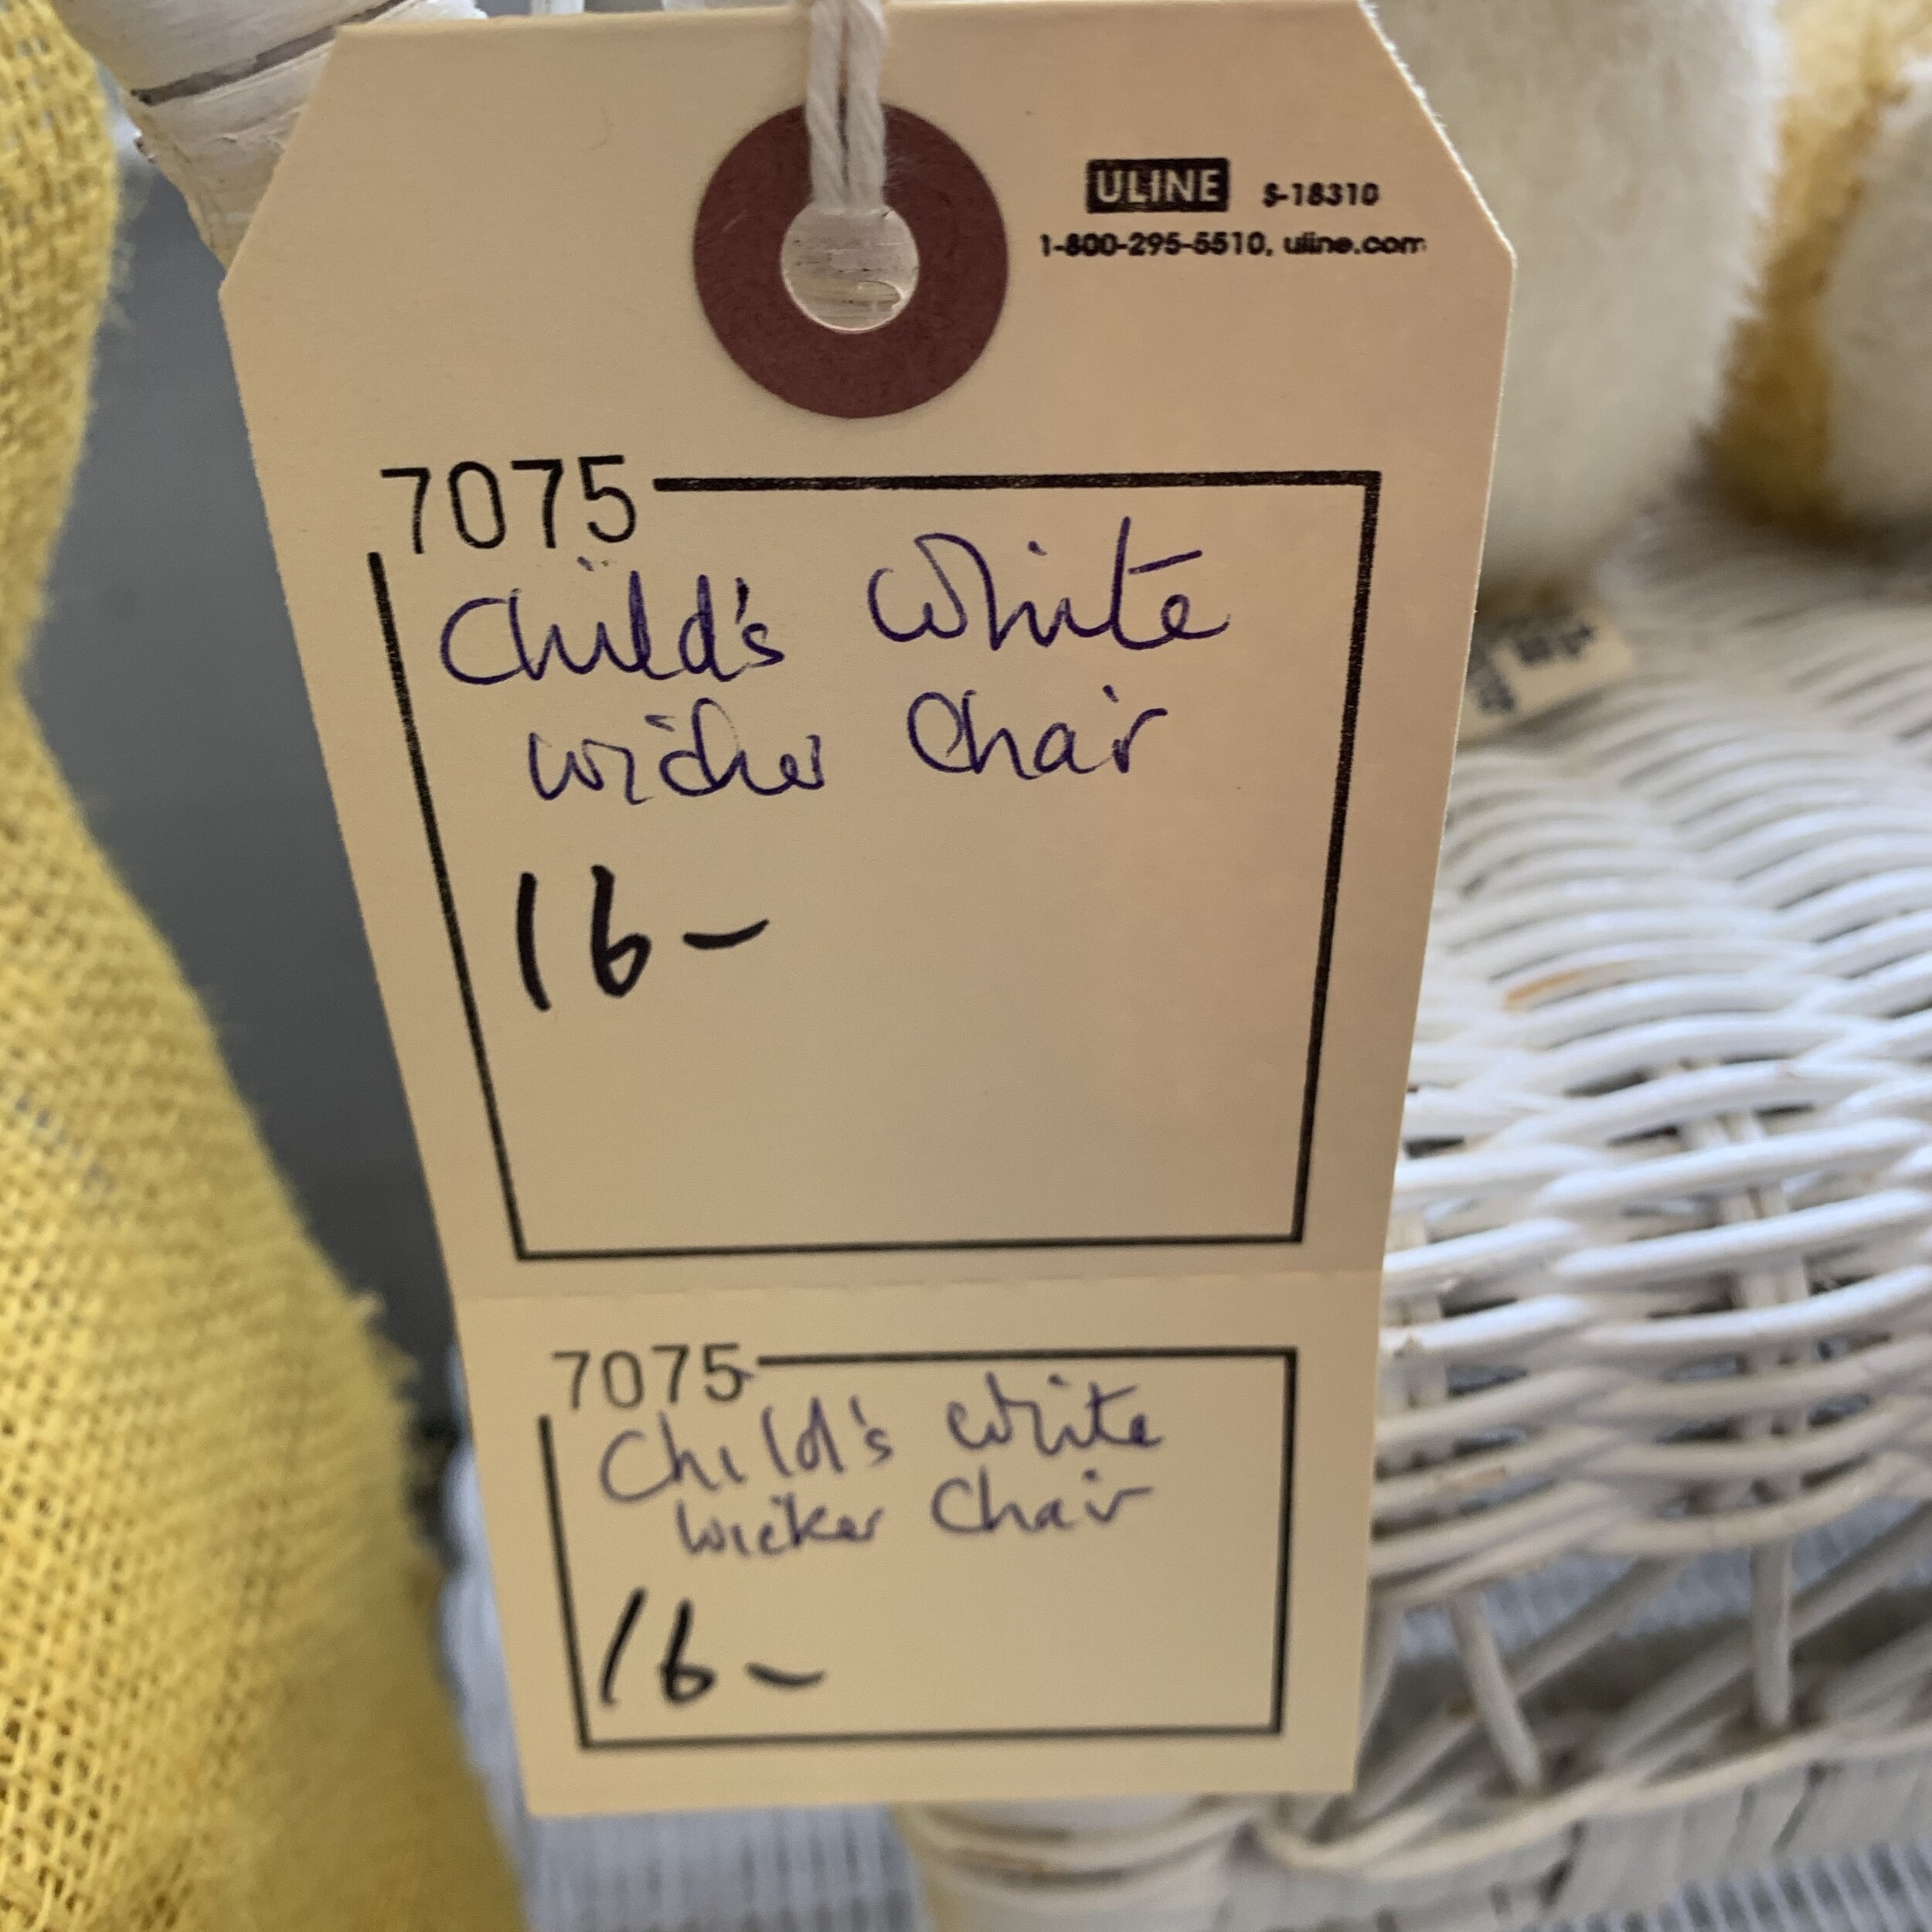 ULINE S-18310
1-800-295-5510, uline.com
7075
Child's White
wicker Chair
16-
7075
Child's White
Wicker Chair
16-